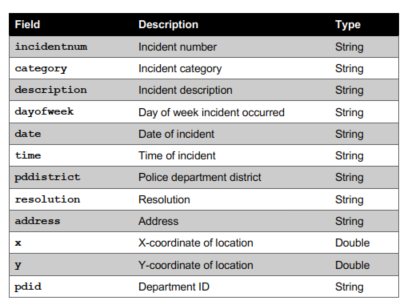 Field Description Type
incidentnum Incident number String
category Incident category String
description Incident description String
dayofweek Day of week incident occurred String
date Date of incident String
time Time of incident String
pddistrict Police department district String
resolution Resolution String
address Address String
x X-coordinate of location Double
y Y-coordinate of location Double
pdid Department ID String